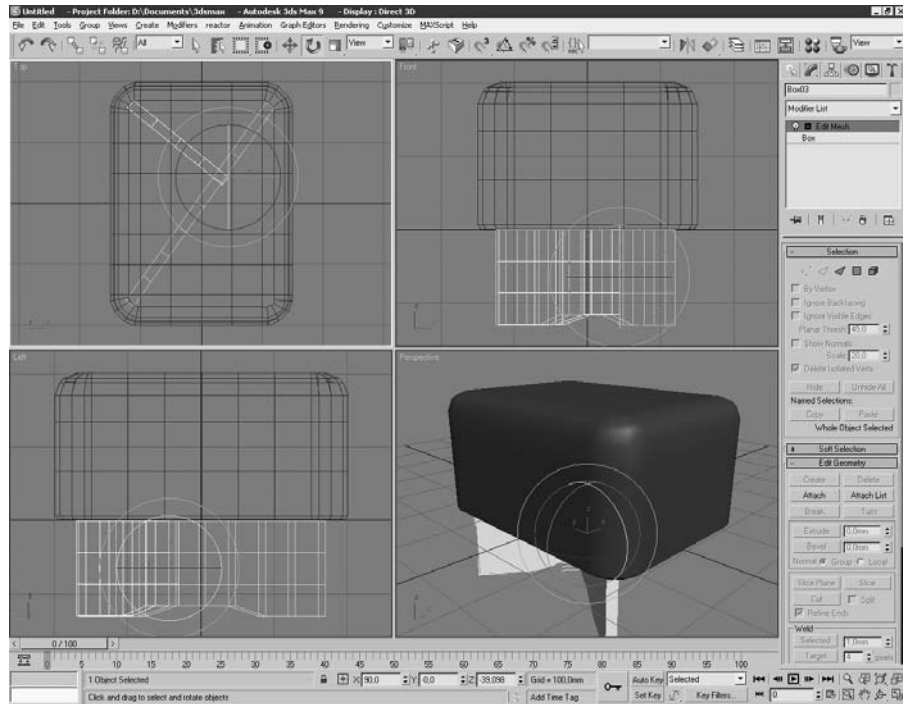 Untitled - Project Folder: D:\Documents\3dsmax - Autodesk 3ds Max 9 - Display : Direct 3D
File Edit Tools Group Views Create Modifiers reactor Animation Graph Editors Rendering Customize MAXScript Help
All View View
Top
Front
Left
Perspective
Box03
Modifier List
Edit Mesh
Box
Selection
By Vertex
Ignore Backfacing
Ignore Visible Edges
Planar Thresh: 45,0
Show Normals
Scale: 20,0
Delete Isolated Verts
Hide Unhide All
Named Selections:
Copy Paste
Whole Object Selected
Soft Selection
Edit Geometry
Create Delete
Attach Attach List
Break Turn
Extrude 0,0mm
Bevel 0,0mm
Normal: Group Local
Slice Plane Slice
Cut Split
Refine Ends
Weld
Selected 1,0mm
Target 4 pixels
0 / 100
0 5 10 15 20 25 30 35 40 45 50 55 60 65 70 75 80 85 90 95 100
1 Object Selected X: 90,0 Y: -0,0 Z: -39,098 Grid = 100,0mm Auto Key Selected
Click and drag to select and rotate objects Add Time Tag Set Key Key Filters... 0